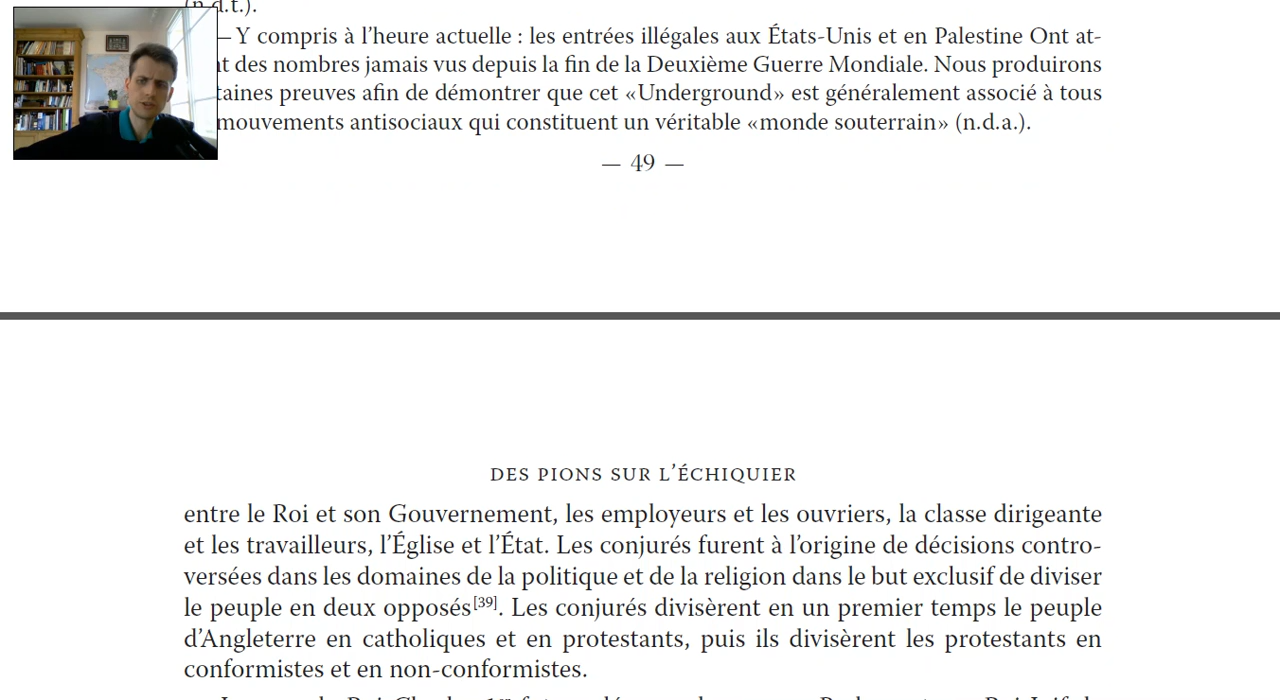 (n.d.t.).
— Y compris à l’heure actuelle : les entrées illégales aux États-Unis et en Palestine Ont at-
des nombres jamais vus depuis la fin de la Deuxième Guerre Mondiale. Nous produirons
taines preuves afin de démontrer que cet «Underground» est généralement associé à tous
mouvements antisociaux qui constituent un véritable «monde souterrain» (n.d.a.).
— 49 —
DES PIONS SUR L’ÉCHIQUIER
entre le Roi et son Gouvernement, les employeurs et les ouvriers, la classe dirigeante
et les travailleurs, l’Église et l’État. Les conjurés furent à l’origine de décisions contro-
versées dans les domaines de la politique et de la religion dans le but exclusif de diviser
le peuple en deux opposés[39]. Les conjurés divisèrent en un premier temps le peuple
d’Angleterre en catholiques et en protestants, puis ils divisèrent les protestants en
conformistes et en non-conformistes.